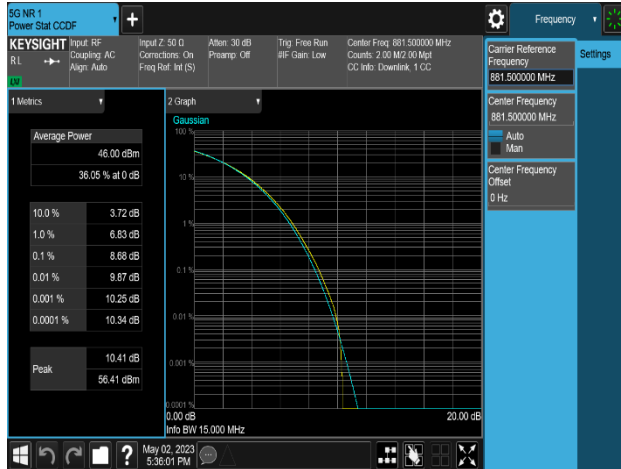 5G NR 1
Power Stat CCDF
Frequency
KEYSIGHT
RL
Input: RF
Coupling: AC
Align: Auto
Input Z: 50 Ω
Corrections: On
Freq Ref: Int (S)
Atten: 30 dB
Preamp: Off
Trig: Free Run
#IF Gain: Low
Center Freq: 881.500000 MHz
Counts: 2.00 M/2.00 Mpt
CC Info: Downlink, 1 CC
Carrier Reference
Frequency
881.500000 MHz
Settings
Center Frequency
881.500000 MHz
Auto
Man
Center Frequency
Offset
0 Hz
1 Metrics
Average Power
46.00 dBm
36.05 % at 0 dB
10.0 % 3.72 dB
1.0 % 6.83 dB
0.1 % 8.68 dB
0.01 % 9.87 dB
0.001 % 10.25 dB
0.0001 % 10.34 dB
Peak
10.41 dB
56.41 dBm
2 Graph
Gaussian
100 %
10 %
1 %
0.1 %
0.01 %
0.001 %
0.0001 %
0.00 dB
20.00 dB
Info BW 15.000 MHz
?
May 02, 2023
5:36:01 PM